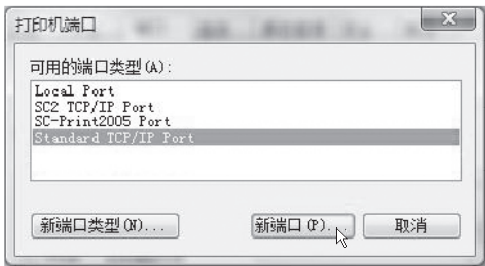 打印机端口
可用的端口类型(A):
Local Port
SC2 TCP/IP Port
SC-Print2005 Port
Standard TCP/IP Port
新端口类型(N)... 新端口(P)... 取消